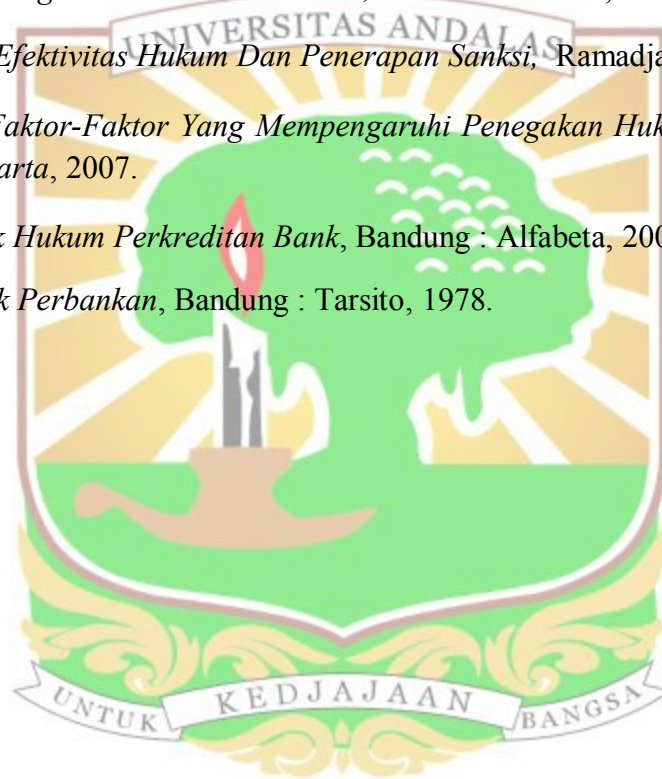 UNIVERSITAS ANDALAS
Efektivitas Hukum Dan Penerapan Sanksi, Ramadja
Faktor-Faktor Yang Mempengaruhi Penegakan Huk
arta, 2007.
k Hukum Perkreditan Bank, Bandung : Alfabeta, 200
k Perbankan, Bandung : Tarsito, 1978.
UNTUK KEDJAJAAN BANGSA